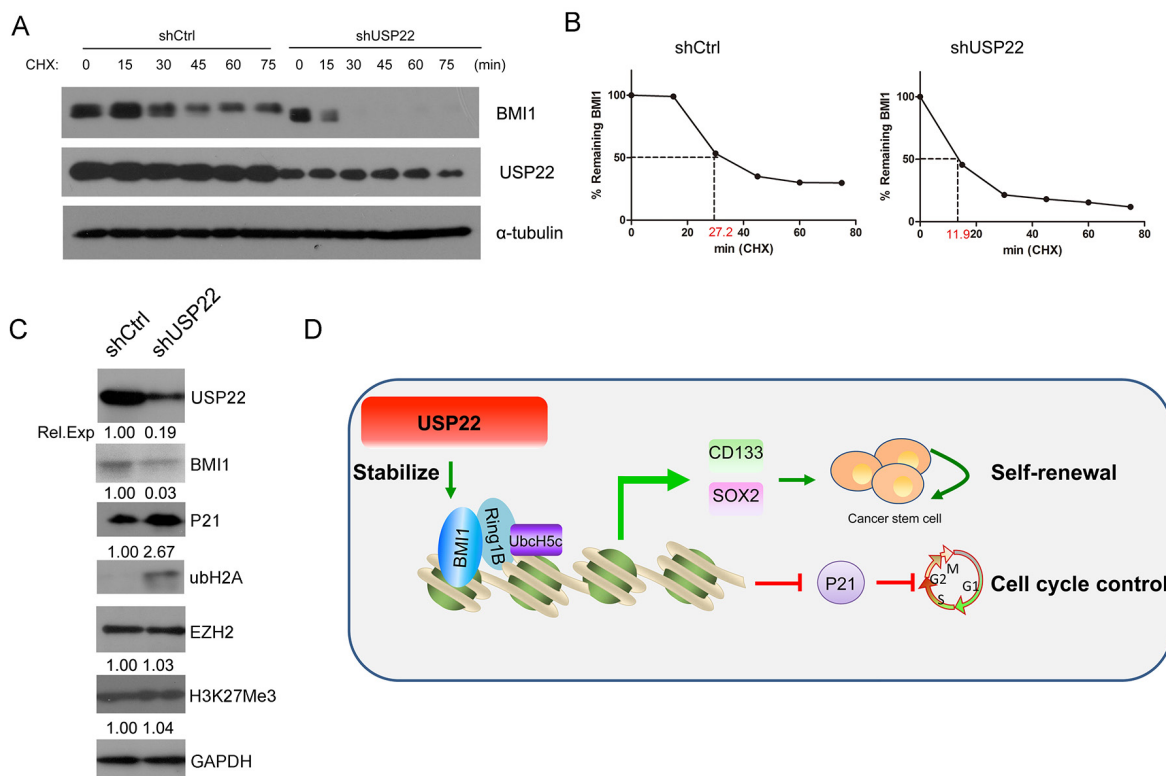 A
shCtrl shUSP22
CHX: 0 15 30 45 60 75 0 15 30 45 60 75 (min)
BMI1
USP22
α-tubulin
B
shCtrl
% Remaining BMI1
100
50
0
0 20 40 60 80
27.2
min (CHX)
shUSP22
% Remaining BMI1
100
50
0
0 20 40 60 80
11.9
min (CHX)
C
shCtrl shUSP22
USP22
Rel.Exp 1.00 0.19
BMI1
1.00 0.03
P21
1.00 2.67
ubH2A
EZH2
1.00 1.03
H3K27Me3
1.00 1.04
GAPDH
D
USP22
Stabilize
BMI1
Ring1B
UbcH5c
CD133
SOX2
Cancer stem cell
Self-renewal
P21
M
G2 G1
S
Cell cycle control